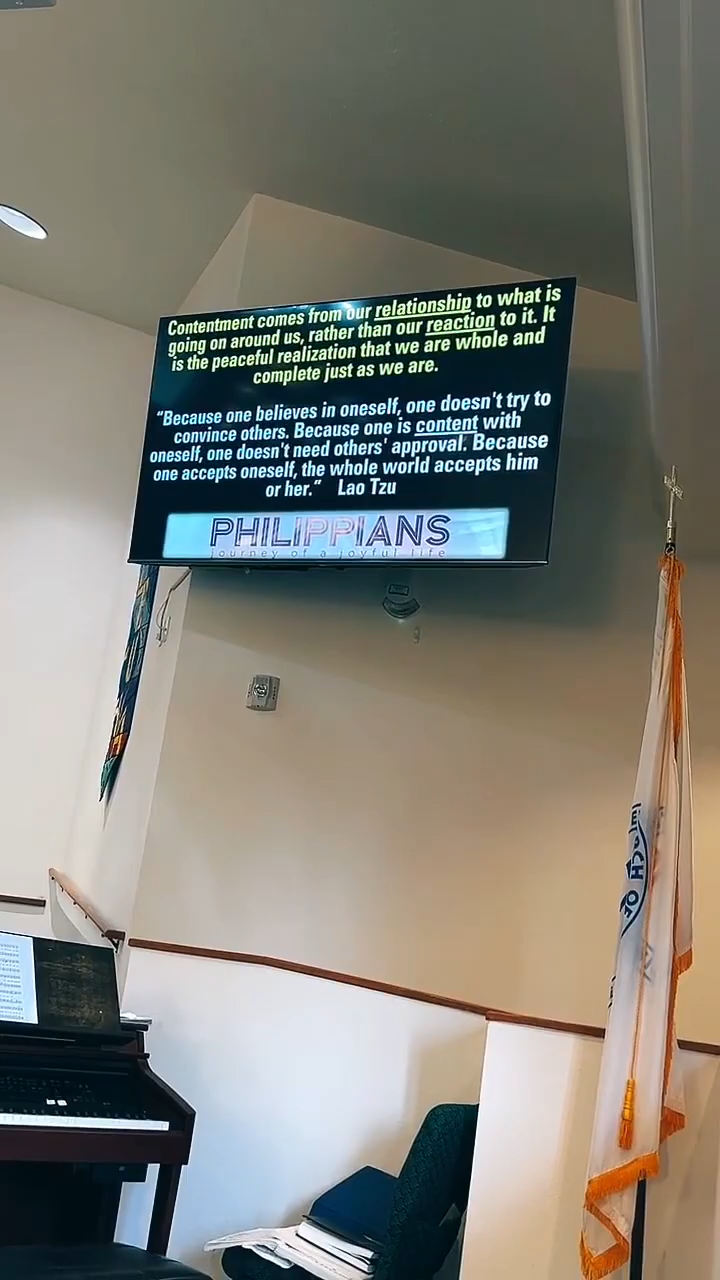 Contentment comes from our relationship to what is
going on around us, rather than our reaction to it. It
is the peaceful realization that we are whole and
complete just as we are.
“Because one believes in oneself, one doesn't try to
convince others. Because one is content with
oneself, one doesn't need others' approval. Because
one accepts oneself, the whole world accepts him
or her.” Lao Tzu
PHILIPPIANS
journey of a joyful life
OF